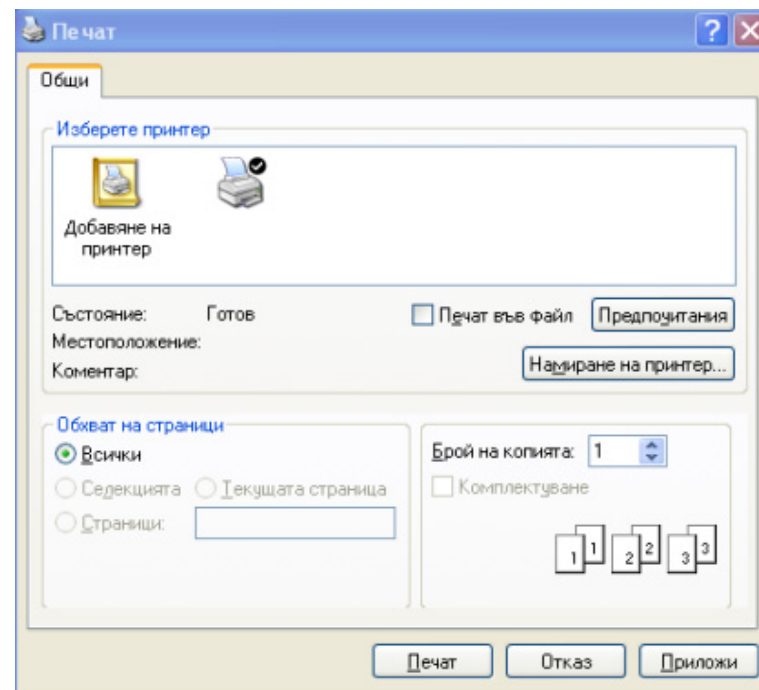 Печат
Общи
Изберете принтер
Добавяне на
принтер
Състояние: Готов
Печат във файл
Предпочитания
Местоположение:
Коментар:
Намиране на принтер...
Обхват на страници
Всички
Селекцията Текущата страница
Страници:
Брой на копията: 1
Комплектуване
1 1 2 2 3 3
Печат Отказ Приложи